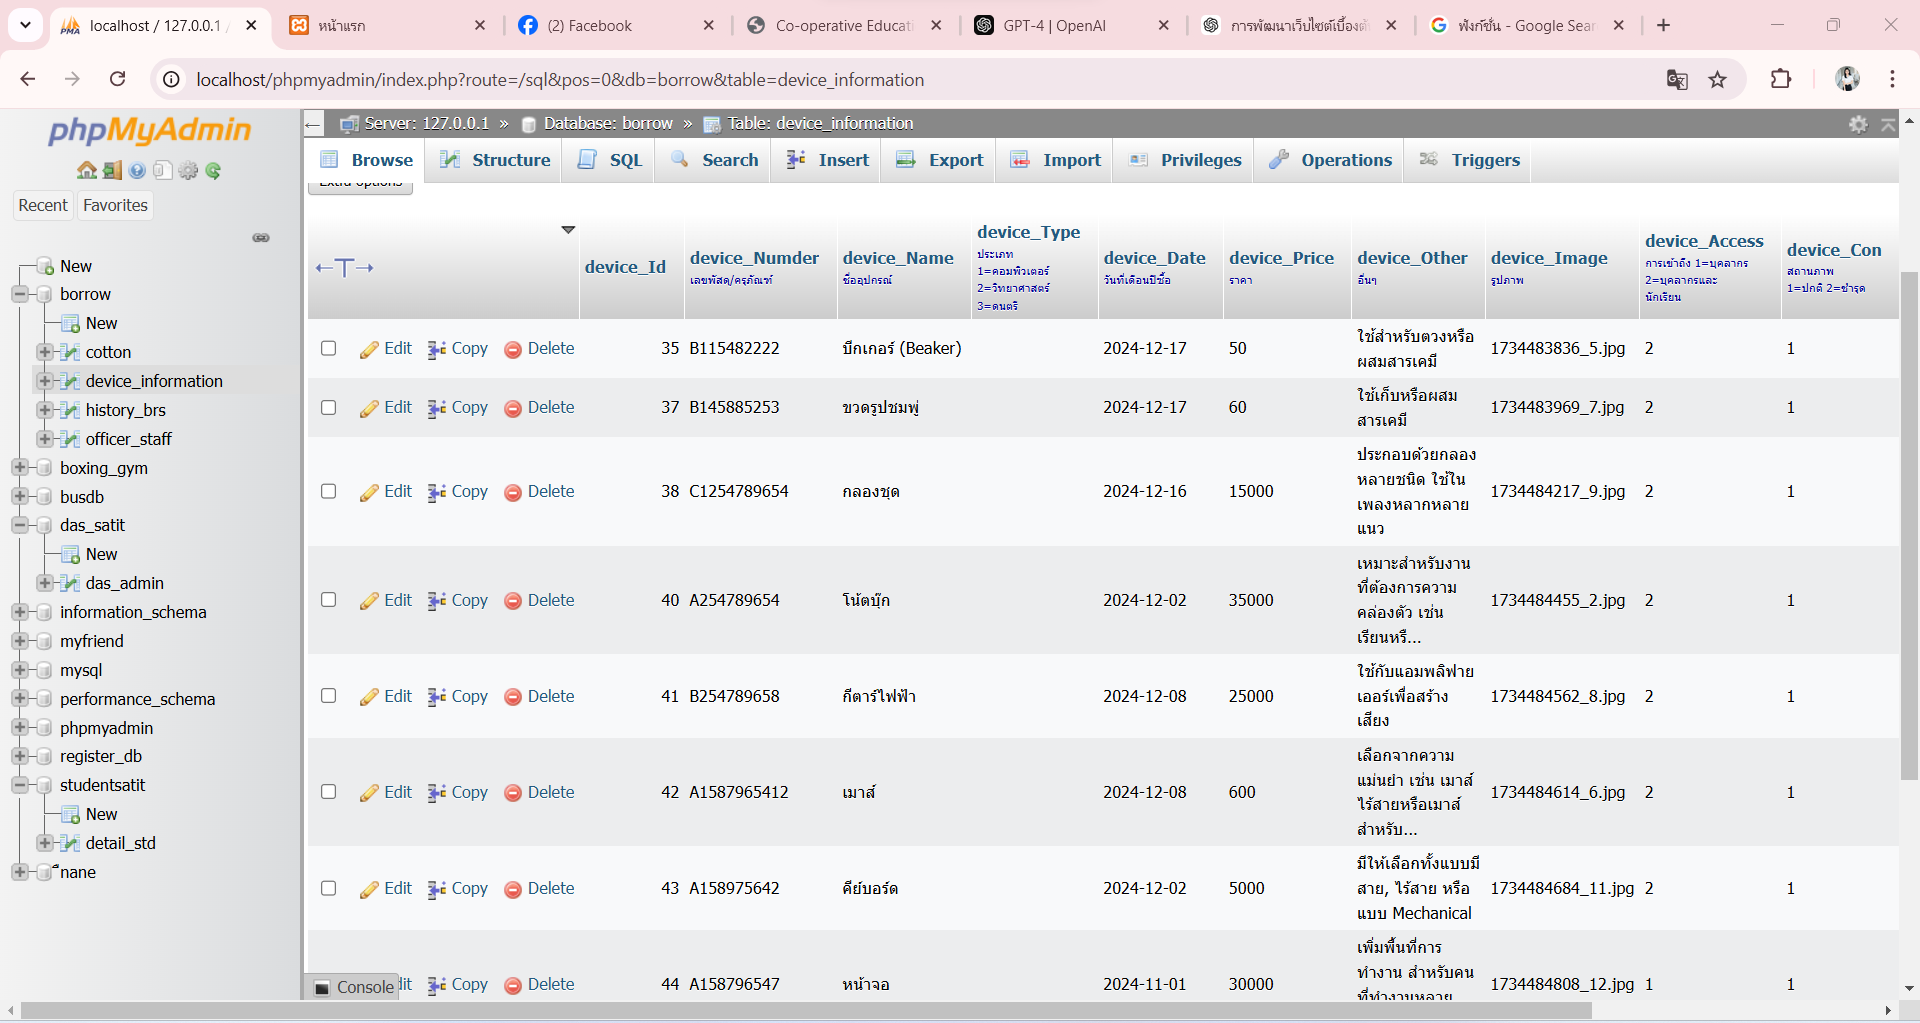 localhost / 127.0.0.1 /
หน้าแรก
(2) Facebook
Co-operative Educati
GPT-4 | OpenAI
การพัฒนาเว็บไซต์เบื้องต้
ฟังก์ชั่น - Google Sear
localhost/phpmyadmin/index.php?route=/sql&pos=0&db=borrow&table=device_information
phpMyAdmin
Recent Favorites
New
borrow
New
cotton
device_information
history_brs
officer_staff
boxing_gym
busdb
das_satit
New
das_admin
information_schema
myfriend
mysql
performance_schema
phpmyadmin
register_db
studentsatit
New
detail_std
nane
Server: 127.0.0.1 » Database: borrow » Table: device_information
Browse Structure SQL Search Insert Export Import Privileges Operations Triggers
Extra options
device_Id
device_Numder
เลขพัสดุ/ครุภัณฑ์
device_Name
ชื่ออุปกรณ์
device_Type
ประเภท
1=คอมพิวเตอร์
2=วิทยาศาสตร์
3=ดนตรี
device_Date
วันที่เดือนปีซื้อ
device_Price
ราคา
device_Other
อื่นๆ
device_Image
รูปภาพ
device_Access
การเข้าถึง 1=บุคลากร
2=บุคลากรและ
นักเรียน
device_Con
สถานภาพ
1=ปกติ 2=ชำรุด
Edit Copy Delete 35 B115482222 บีกเกอร์ (Beaker) 2024-12-17 50
ใช้สำหรับตวงหรือ
ผสมสารเคมี
1734483836_5.jpg 2 1
Edit Copy Delete 37 B145885253 ขวดรูปชมพู่ 2024-12-17 60
ใช้เก็บหรือผสม
สารเคมี
1734483969_7.jpg 2 1
Edit Copy Delete 38 C1254789654 กลองชุด 2024-12-16 15000
ประกอบด้วยกลอง
หลายชนิด ใช้ใน
เพลงหลากหลาย
แนว
1734484217_9.jpg 2 1
Edit Copy Delete 40 A254789654 โน้ตบุ๊ก 2024-12-02 35000
เหมาะสำหรับงาน
ที่ต้องการความ
คล่องตัว เช่น
เรียนหรื...
1734484455_2.jpg 2 1
Edit Copy Delete 41 B254789658 กีตาร์ไฟฟ้า 2024-12-08 25000
ใช้กับแอมพลิฟาย
เออร์เพื่อสร้าง
เสียง
1734484562_8.jpg 2 1
Edit Copy Delete 42 A1587965412 เมาส์ 2024-12-08 600
เลือกจากความ
แม่นยำ เช่น เมาส์
ไร้สายหรือเมาส์
สำหรับ...
1734484614_6.jpg 2 1
Edit Copy Delete 43 A158975642 คีย์บอร์ด 2024-12-02 5000
มีให้เลือกทั้งแบบมี
สาย, ไร้สาย หรือ
แบบ Mechanical
1734484684_11.jpg 2 1
dit Copy Delete 44 A158796547 หน้าจอ 2024-11-01 30000
เพิ่มพื้นที่การ
ทำงาน สำหรับคน
ที่ทำงานหลาย
1734484808_12.jpg 1 1
Console